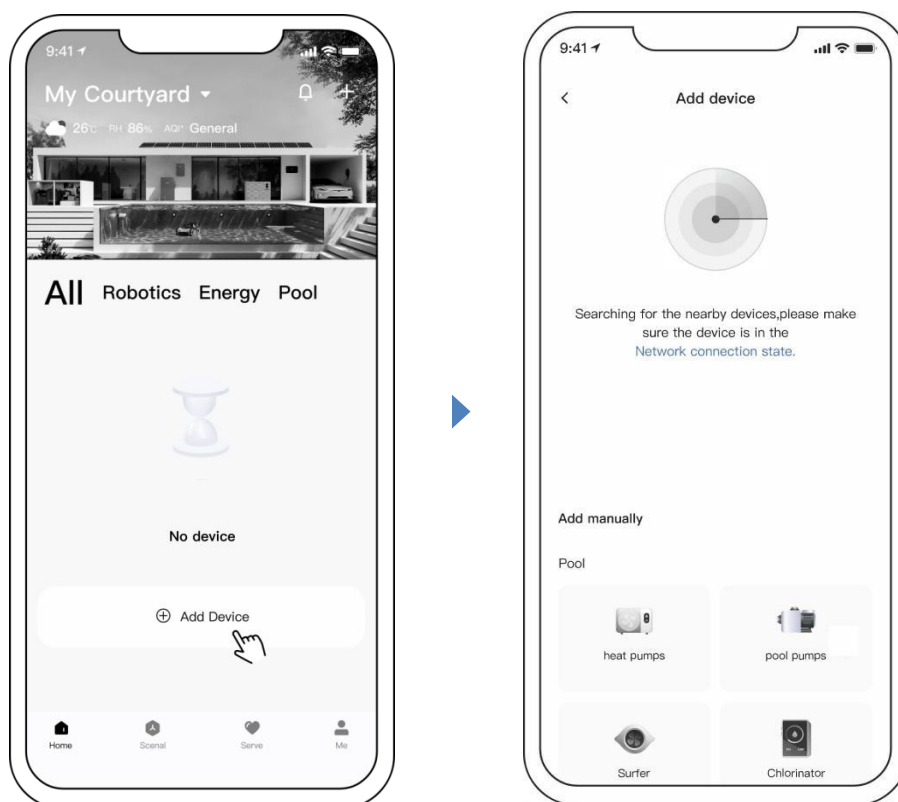 9:41
My Courtyard
26°C RH 86% AQI* General
All Robotics Energy Pool
No device
Add Device
Home Scenal Serve Me
9:41
Add device
Searching for the nearby devices,please make
sure the device is in the
Network connection state.
Add manually
Pool
heat pumps pool pumps
Surfer Chlorinator